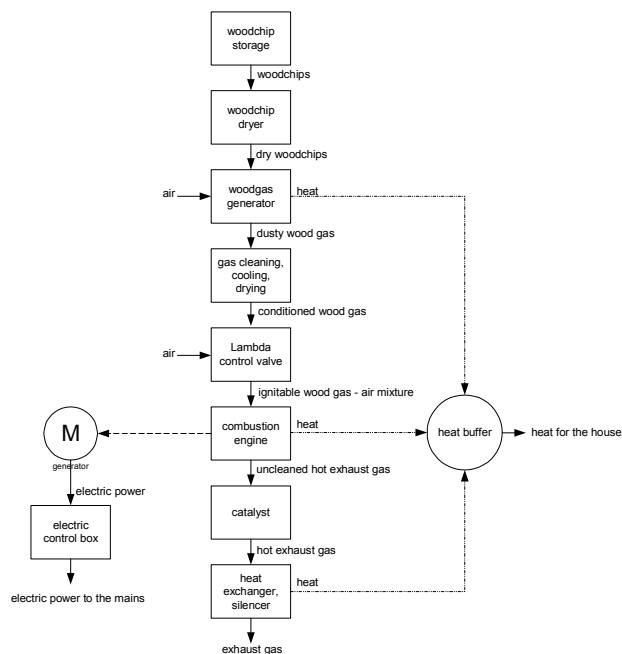 woodchip
storage
woodchips
woodchip
dryer
dry woodchips
air
woodgas
generator
heat
dusty wood gas
gas cleaning,
cooling,
drying
conditioned wood gas
air
Lambda
control valve
ignitable wood gas - air mixture
M
generator
combustion
engine
heat
heat buffer
heat for the house
uncleaned hot exhaust gas
electric power
electric
control box
catalyst
hot exhaust gas
electric power to the mains
heat
exchanger,
silencer
heat
exhaust gas